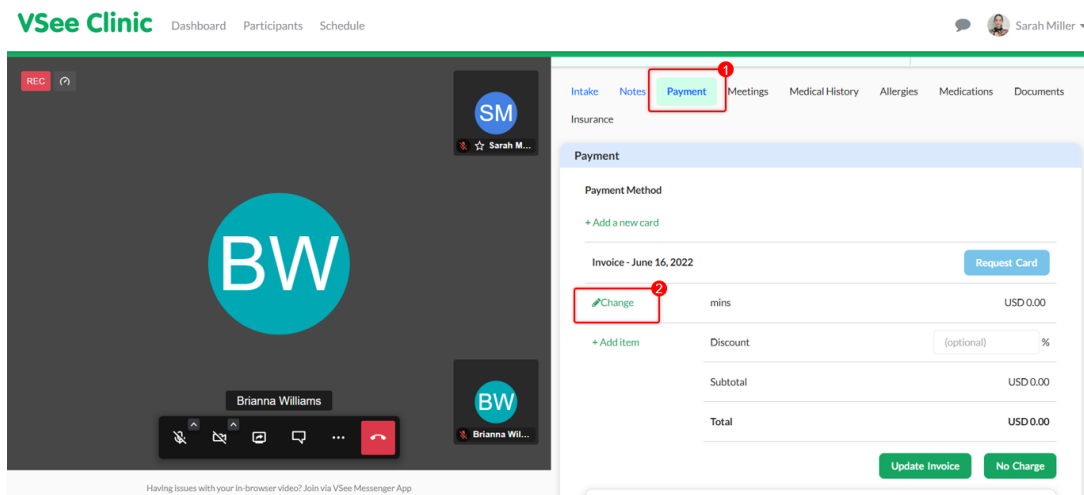 VSee Clinic Dashboard Participants Schedule Sarah Miller
REC
SM
Sarah M...
BW
Brianna Williams
BW
Brianna Wil...
Having issues with your in-browser video? Join via VSee Messenger App
1
Intake Notes Payment Meetings Medical History Allergies Medications Documents
Insurance
Payment
Payment Method
+ Add a new card
Invoice - June 16, 2022 Request Card
2
Change mins USD 0.00
+ Add item Discount (optional) %
Subtotal USD 0.00
Total USD 0.00
Update Invoice No Charge